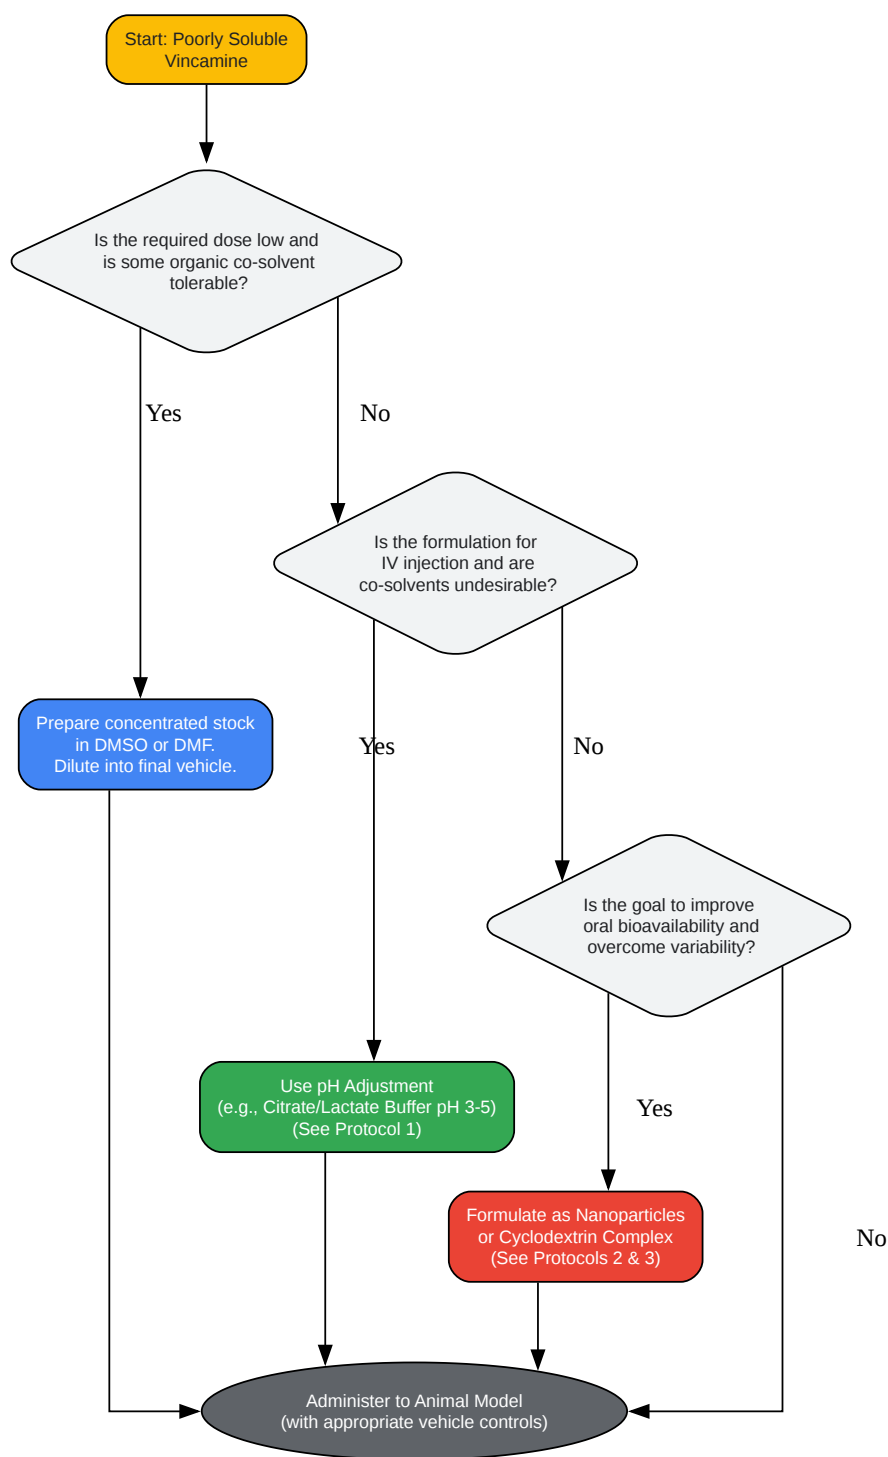 Start: Poorly Soluble
Vincamine
Is the required dose low and
is some organic co-solvent
tolerable?
Yes
No
Is the formulation for
IV injection and are
co-solvents undesirable?
Prepare concentrated stock
in DMSO or DMF.
Dilute into final vehicle.
Yes
No
Is the goal to improve
oral bioavailability and
overcome variability?
Use pH Adjustment
(e.g., Citrate/Lactate Buffer pH 3-5)
(See Protocol 1)
Yes
Formulate as Nanoparticles
or Cyclodextrin Complex
(See Protocols 2 & 3)
No
Administer to Animal Model
(with appropriate vehicle controls)